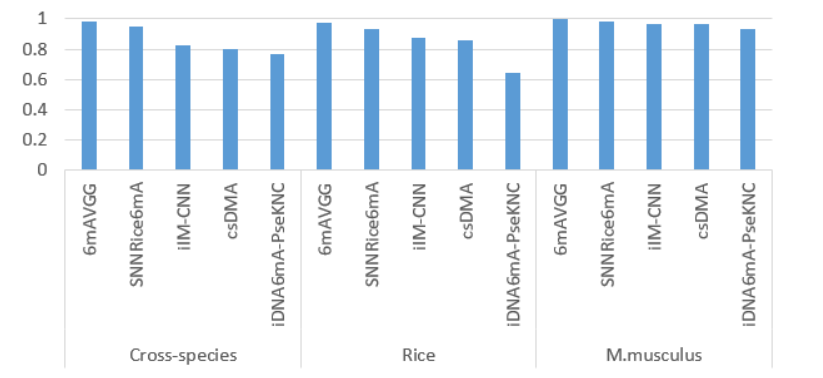 1
0.8
0.6
0.4
0.2
0
6mAVGG
SNNRice6mA
iIM-CNN
csDMA
iDNA6mA-PseKNC
6mAVGG
SNNRice6mA
iIM-CNN
csDMA
iDNA6mA-PseKNC
6mAVGG
SNNRice6mA
iIM-CNN
csDMA
iDNA6mA-PseKNC
Cross-species
Rice
M.musculus